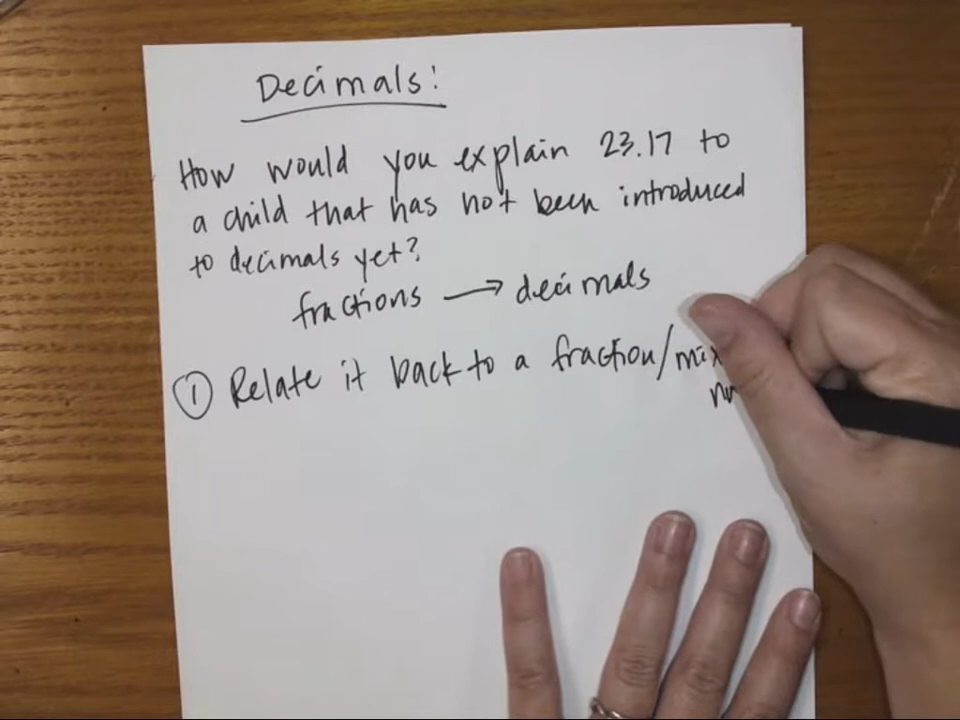 Decimals:
How would you explain 23.17 to
a child that has not been introduced
to decimals yet?
fractions → decimals
① Relate it back to a fraction/